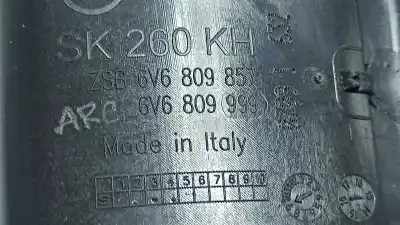 SK 260 KH
ZSB 6V6 809 857
ARC 6V6 809 999
Made in Italy
1 2 3 4 5 6 7 8 9 10
S